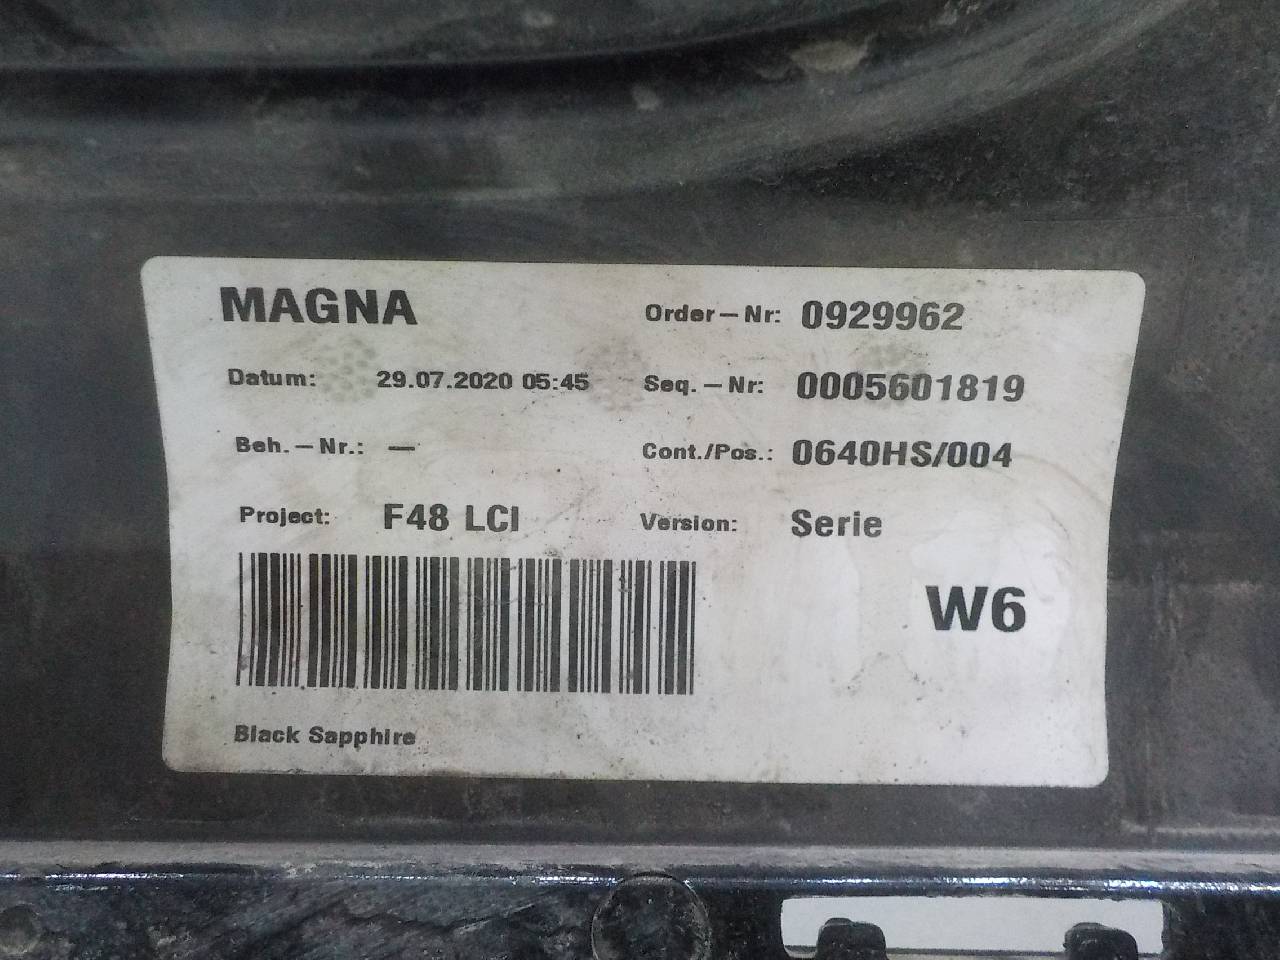 MAGNA Order-Nr: 0929962
Datum: 29.07.2020 05:45 Seq.-Nr: 0005601819
Beh.-Nr.: — Cont./Pos.: 0640HS/004
Project: F48 LCI Version: Serie
W6
Black Sapphire